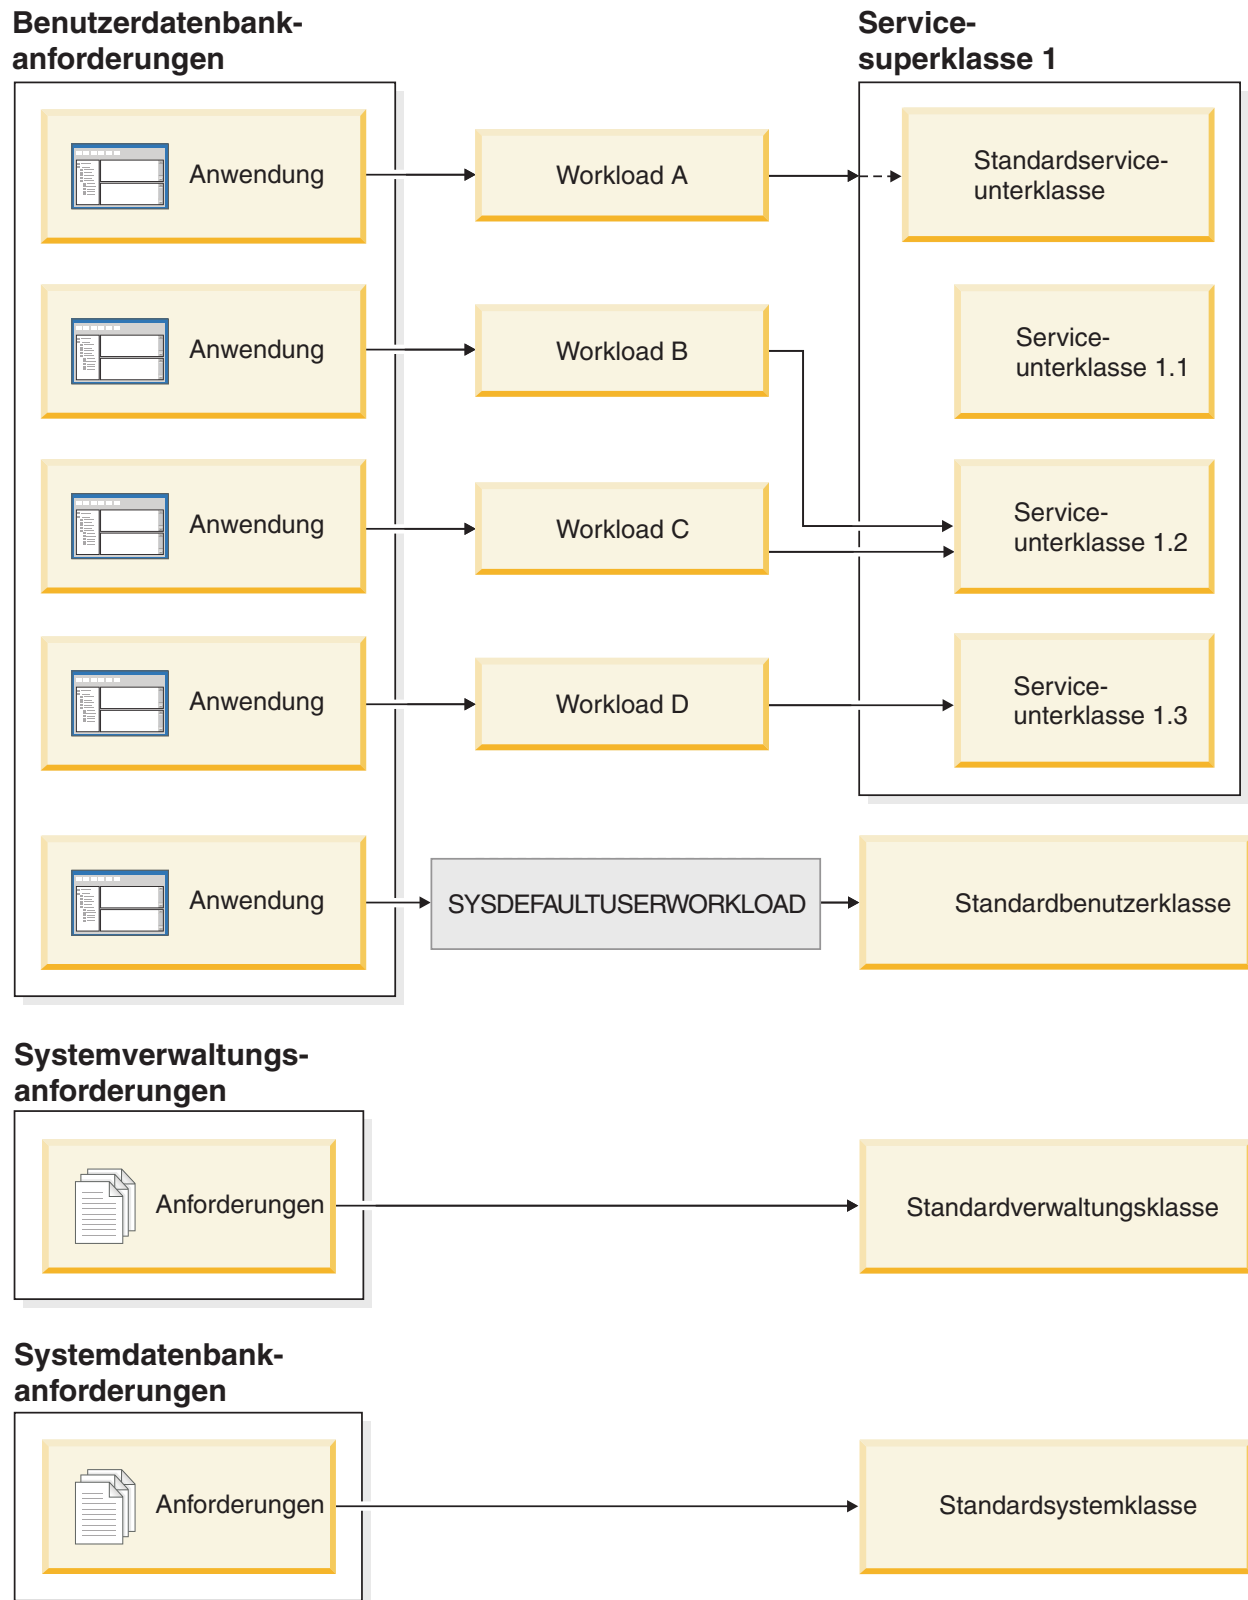 Benutzerdatenbank-
anforderungen
Service-
superklasse 1
Anwendung
Workload A
Standardservice-
unterklasse
Anwendung
Workload B
Service-
unterklasse 1.1
Anwendung
Workload C
Service-
unterklasse 1.2
Anwendung
Workload D
Service-
unterklasse 1.3
Anwendung
SYSDEFAULTUSERWORKLOAD
Standardbenutzerklasse
Systemverwaltungs-
anforderungen
Anforderungen
Standardverwaltungsklasse
Systemdatenbank-
anforderungen
Anforderungen
Standardsystemklasse